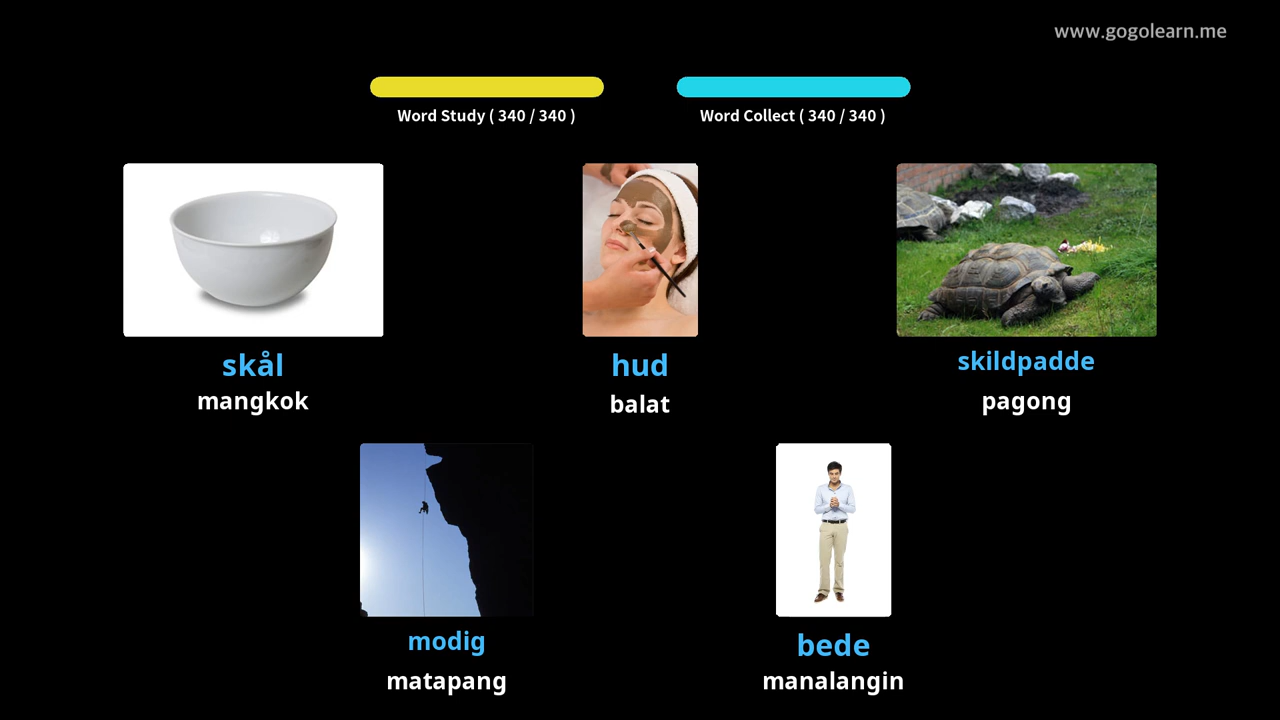 www.gogolearn.me
Word Study ( 340 / 340 )
Word Collect ( 340 / 340 )
skål
mangkok
hud
balat
skildpadde
pagong
modig
matapang
bede
manalangin